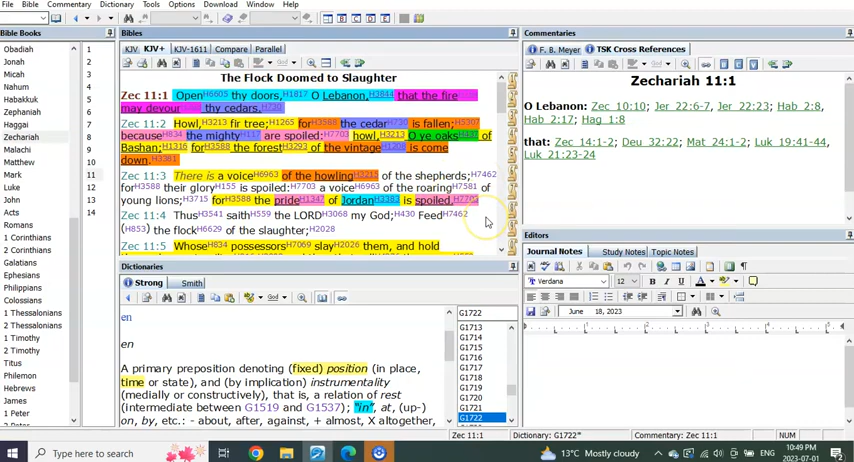 File Bible Commentary Dictionary Tools Options Download Window Help
B C D E
Bible Books
Obadiah
Jonah
Micah
Nahum
Habakkuk
Zephaniah
Haggai
Zechariah
Malachi
Matthew
Mark
Luke
John
Acts
Romans
1 Corinthians
2 Corinthians
Galatians
Ephesians
Philippians
Colossians
1 Thessalonians
2 Thessalonians
1 Timothy
2 Timothy
Titus
Philemon
Hebrews
James
1 Peter
1
2
3
4
5
6
7
8
9
10
11
12
13
14
Bibles
KJV KJV+ KJV-1611 Compare Parallel
The Flock Doomed to Slaughter
Zec 11:1 Open H6605 thy doors, H1817 O Lebanon, H3844 that the fire
may devour thy cedars. H730
Zec 11:2 Howl, H3213 fir tree; H1265 for H3588 the cedar H730 is fallen; H5307
because H834 the mighty H117 are spoiled: H7703 howl, H3213 O ye oaks H437 of
Bashan; H1316 for H3588 the forest H3293 of the vintage H1208 is come
down. H3381
Zec 11:3 There is a voice H6963 of the howling H3215 of the shepherds; H7462
for H3588 their glory H155 is spoiled: H7703 a voice H6963 of the roaring H7581 of
young lions; H3715 for H3588 the pride H1347 of Jordan H3383 is spoiled. H7703
Zec 11:4 Thus H3541 saith H559 the LORD H3068 my God; H430 Feed H7462
(H853) the flock H6629 of the slaughter; H2028
Zec 11:5 Whose H834 possessors H7069 slay H2026 them, and hold
Dictionaries
Strong Smith
God
G1722
en
en
A primary preposition denoting (fixed) position (in place,
time or state), and (by implication) instrumentality
(medially or constructively), that is, a relation of rest
(intermediate between G1519 and G1537); "in", at, (up-)
on, by, etc.: - about, after, against, + almost, X altogether,
G1713
G1714
G1715
G1716
G1717
G1718
G1719
G1720
G1721
G1722
Commentaries
F. B. Meyer TSK Cross References
Zechariah 11:1
O Lebanon: Zec 10:10; Jer 22:6-7, Jer 22:23; Hab 2:8,
Hab 2:17; Hag 1:8
that: Zec 14:1-2; Deu 32:22; Mat 24:1-2; Luk 19:41-44,
Luk 21:23-24
Editors
Journal Notes Study Notes Topic Notes
Verdana 12 B I U A
June 18, 2023
1 2 3 4 5
Zec 11:1 Dictionary: G1722* Commentary: Zec 11:1 NUM
Type here to search
13°C Mostly cloudy
ENG
10:49 PM
2023-07-01
2